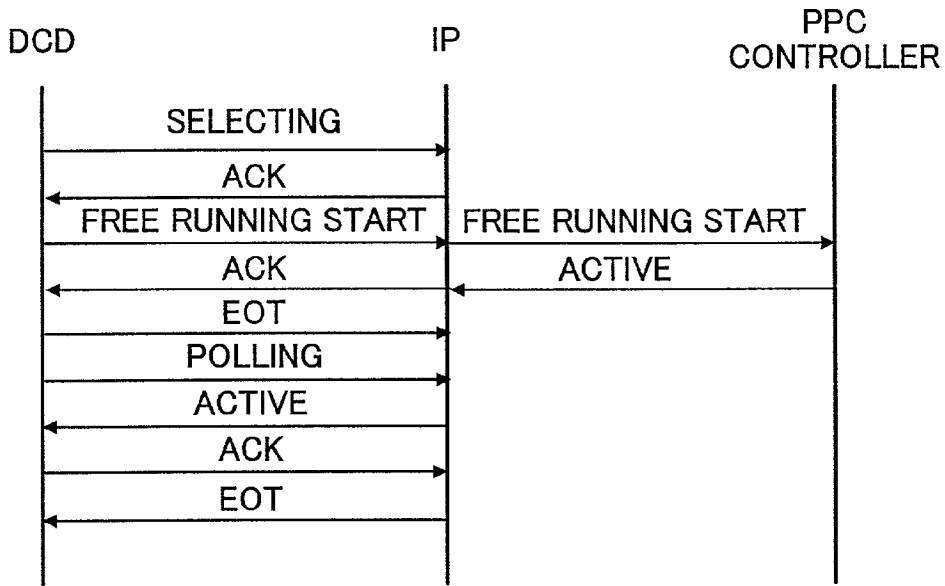 DCD
IP
PPC
CONTROLLER
SELECTING
ACK
FREE RUNNING START
FREE RUNNING START
ACK
ACTIVE
EOT
POLLING
ACTIVE
ACK
EOT